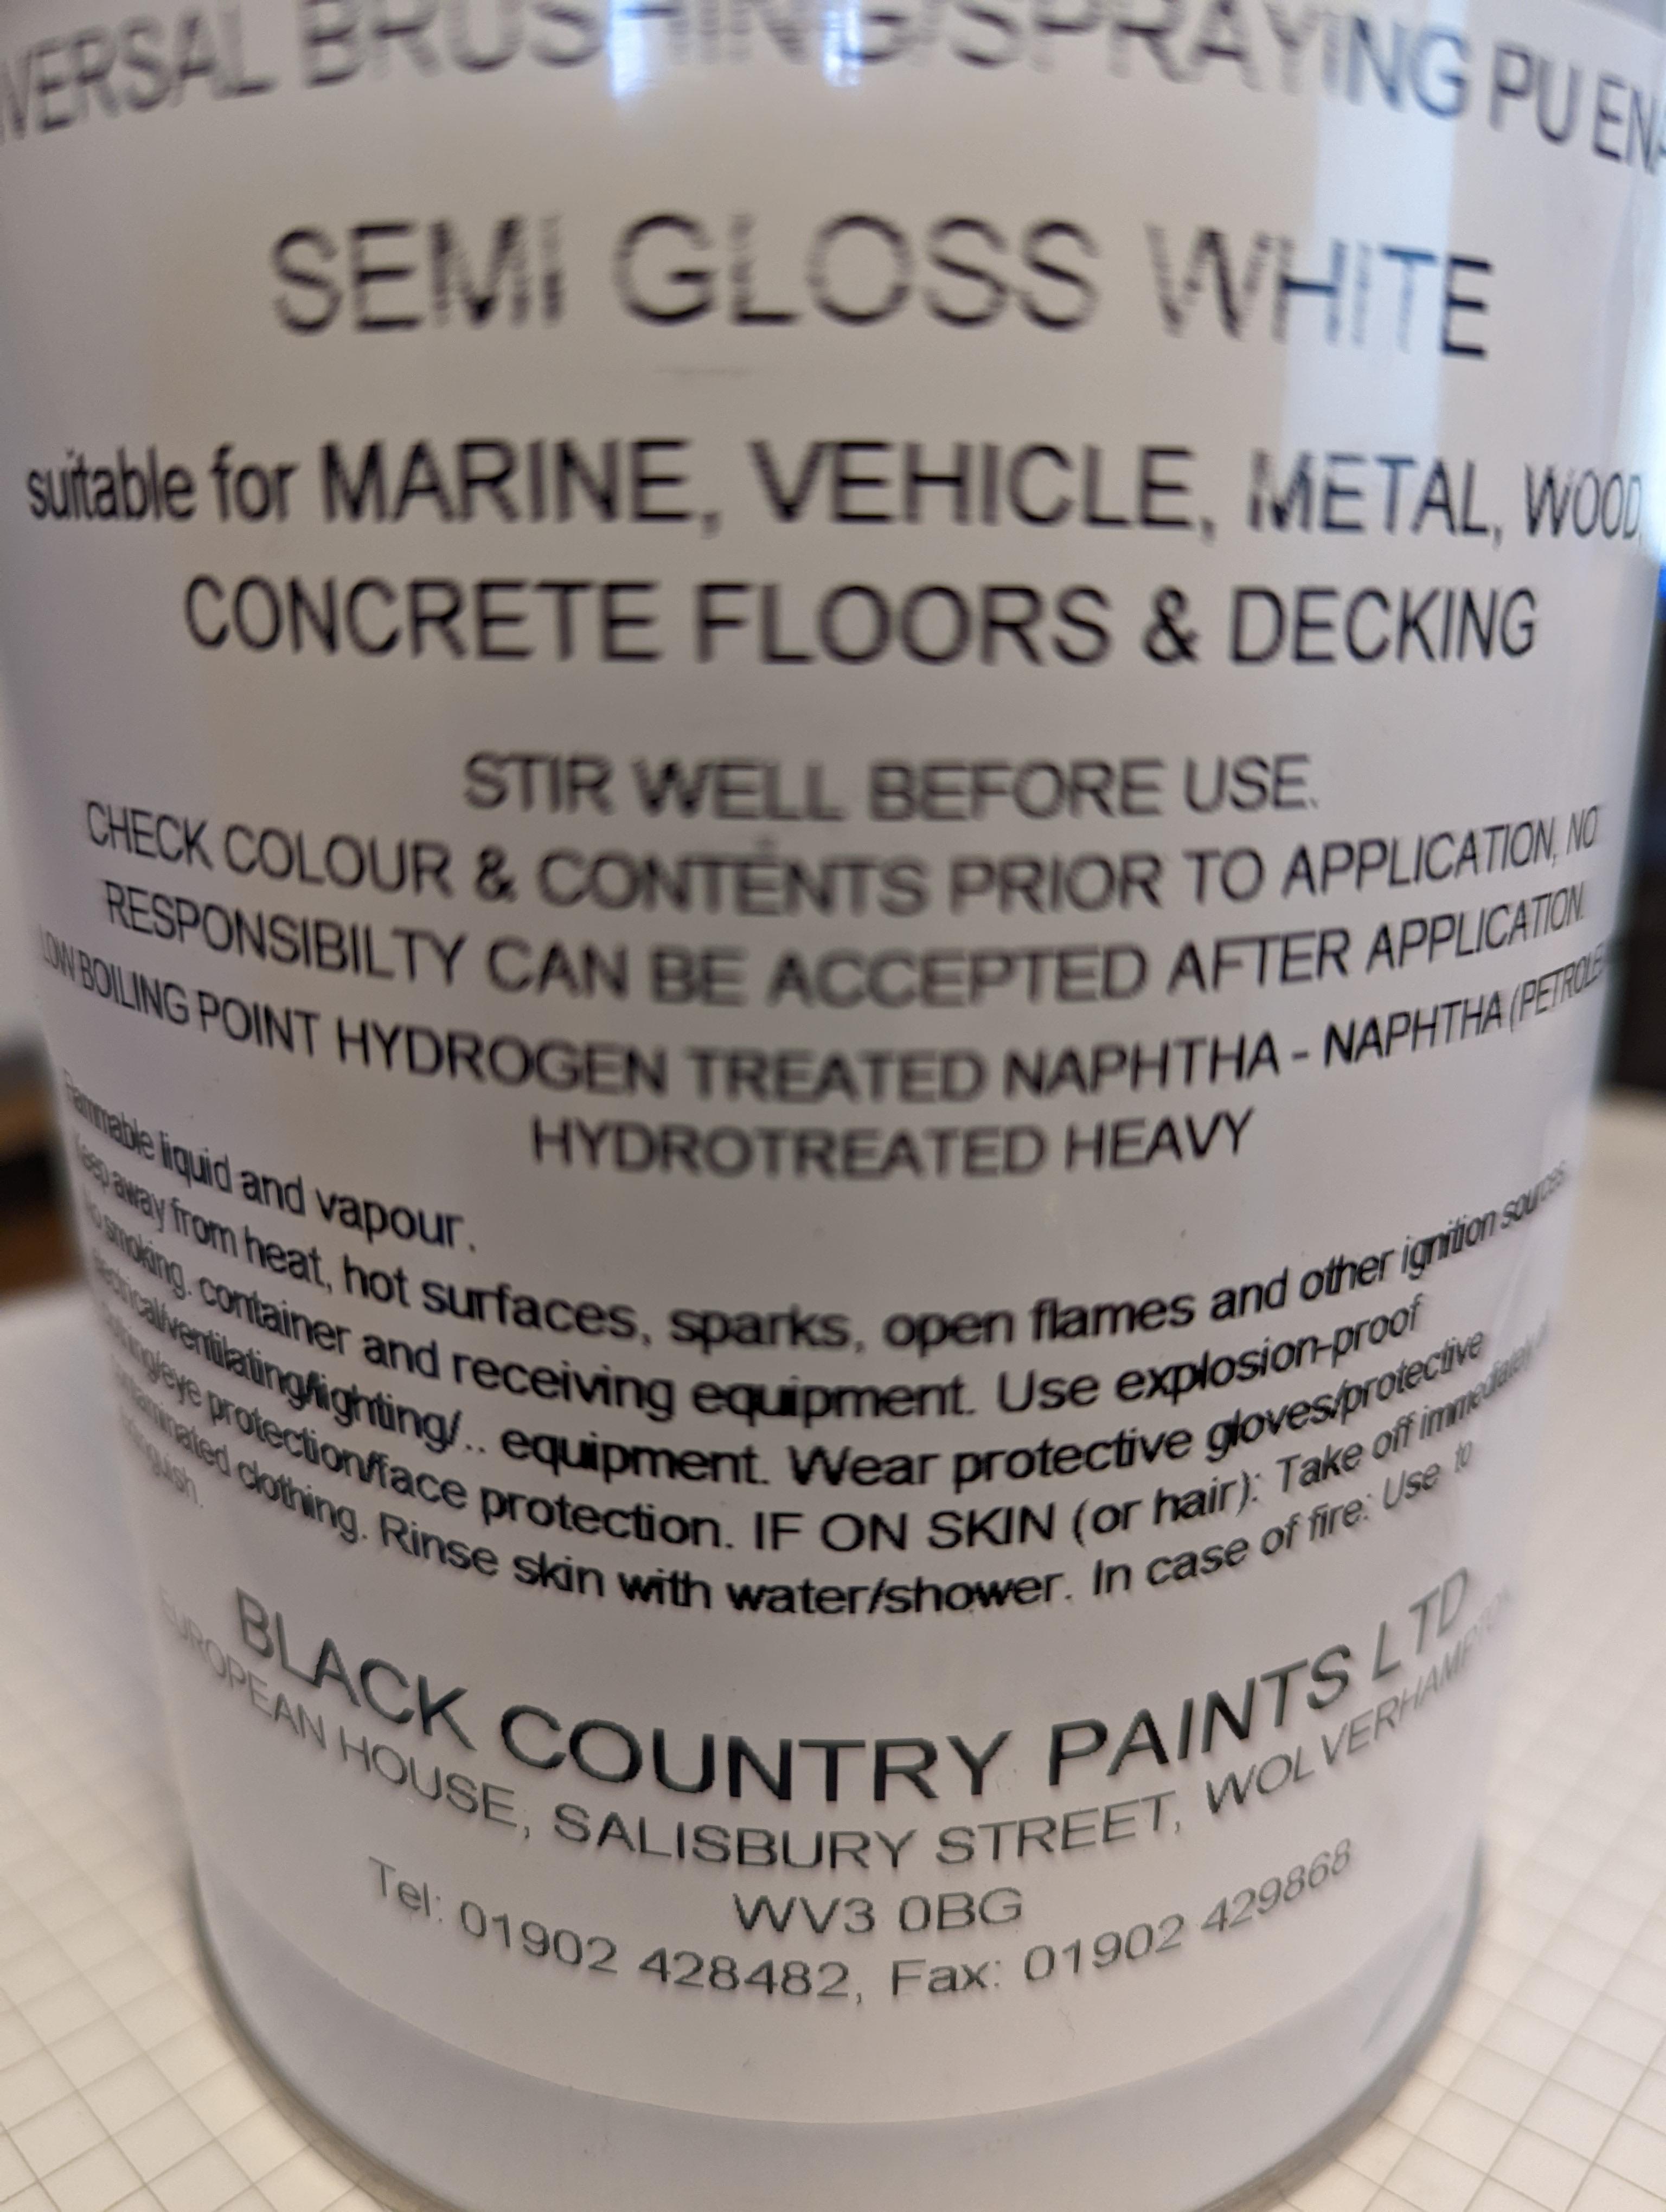 VERSAL BRUSHING/SPRAYING PU ENA
SEMI GLOSS WHITE
suitable for MARINE, VEHICLE, METAL, WOOD,
CONCRETE FLOORS & DECKING
STIR WELL BEFORE USE.
CHECK COLOUR & CONTENTS PRIOR TO APPLICATION, NO
RESPONSIBILTY CAN BE ACCEPTED AFTER APPLICATION.
LOW BOILING POINT HYDROGEN TREATED NAPHTHA - NAPHTHA (PETROLE
HYDROTREATED HEAVY
Flammable liquid and vapour.
Keep away from heat, hot surfaces, sparks, open flames and other ignition sources.
No smoking. container and receiving equipment. Use explosion-proof
electrical/ventilating/lighting/.. equipment. Wear protective gloves/protective
clothing/eye protection/face protection. IF ON SKIN (or hair): Take off immediately
contaminated clothing. Rinse skin with water/shower. In case of fire: Use to
extinguish.
BLACK COUNTRY PAINTS LTD
EUROPEAN HOUSE, SALISBURY STREET, WOLVERHAMPTON
WV3 0BG
Tel: 01902 428482, Fax: 01902 429868